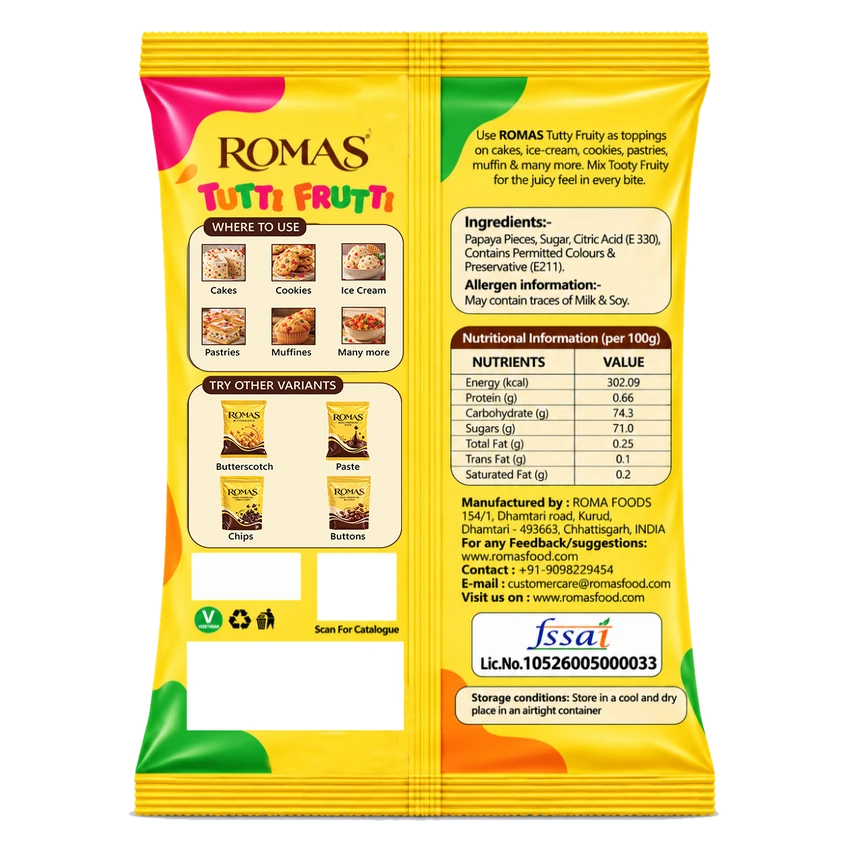 ROMAS
TUTTI FRUTTI
WHERE TO USE
Cakes
Cookies
Ice Cream
Pastries
Muffines
Many more
TRY OTHER VARIANTS
ROMAS
ROMAS
Butterscotch
Paste
ROMAS
ROMAS
Chips
Buttons
V
VEGETARIAN
Scan For Catalogue
Use ROMAS Tutty Fruity as toppings
on cakes, ice-cream, cookies, pastries,
muffin & many more. Mix Tooty Fruity
for the juicy feel in every bite.
Ingredients:-
Papaya Pieces, Sugar, Citric Acid (E 330),
Contains Permitted Colours &
Preservative (E211).
Allergen information:-
May contain traces of Milk & Soy.
Nutritional Information (per 100g)
NUTRIENTS VALUE
Energy (kcal) 302.09
Protein (g) 0.66
Carbohydrate (g) 74.3
Sugars (g) 71.0
Total Fat (g) 0.25
Trans Fat (g) 0.1
Saturated Fat (g) 0.2
Manufactured by : ROMA FOODS
154/1, Dhamtari road, Kurud,
Dhamtari - 493663, Chhattisgarh, INDIA
For any Feedback/suggestions:
www.romasfood.com
Contact : +91-9098229454
E-mail : customercare@romasfood.com
Visit us on : www.romasfood.com
fssai
Lic.No.10526005000033
Storage conditions: Store in a cool and dry
place in an airtight container